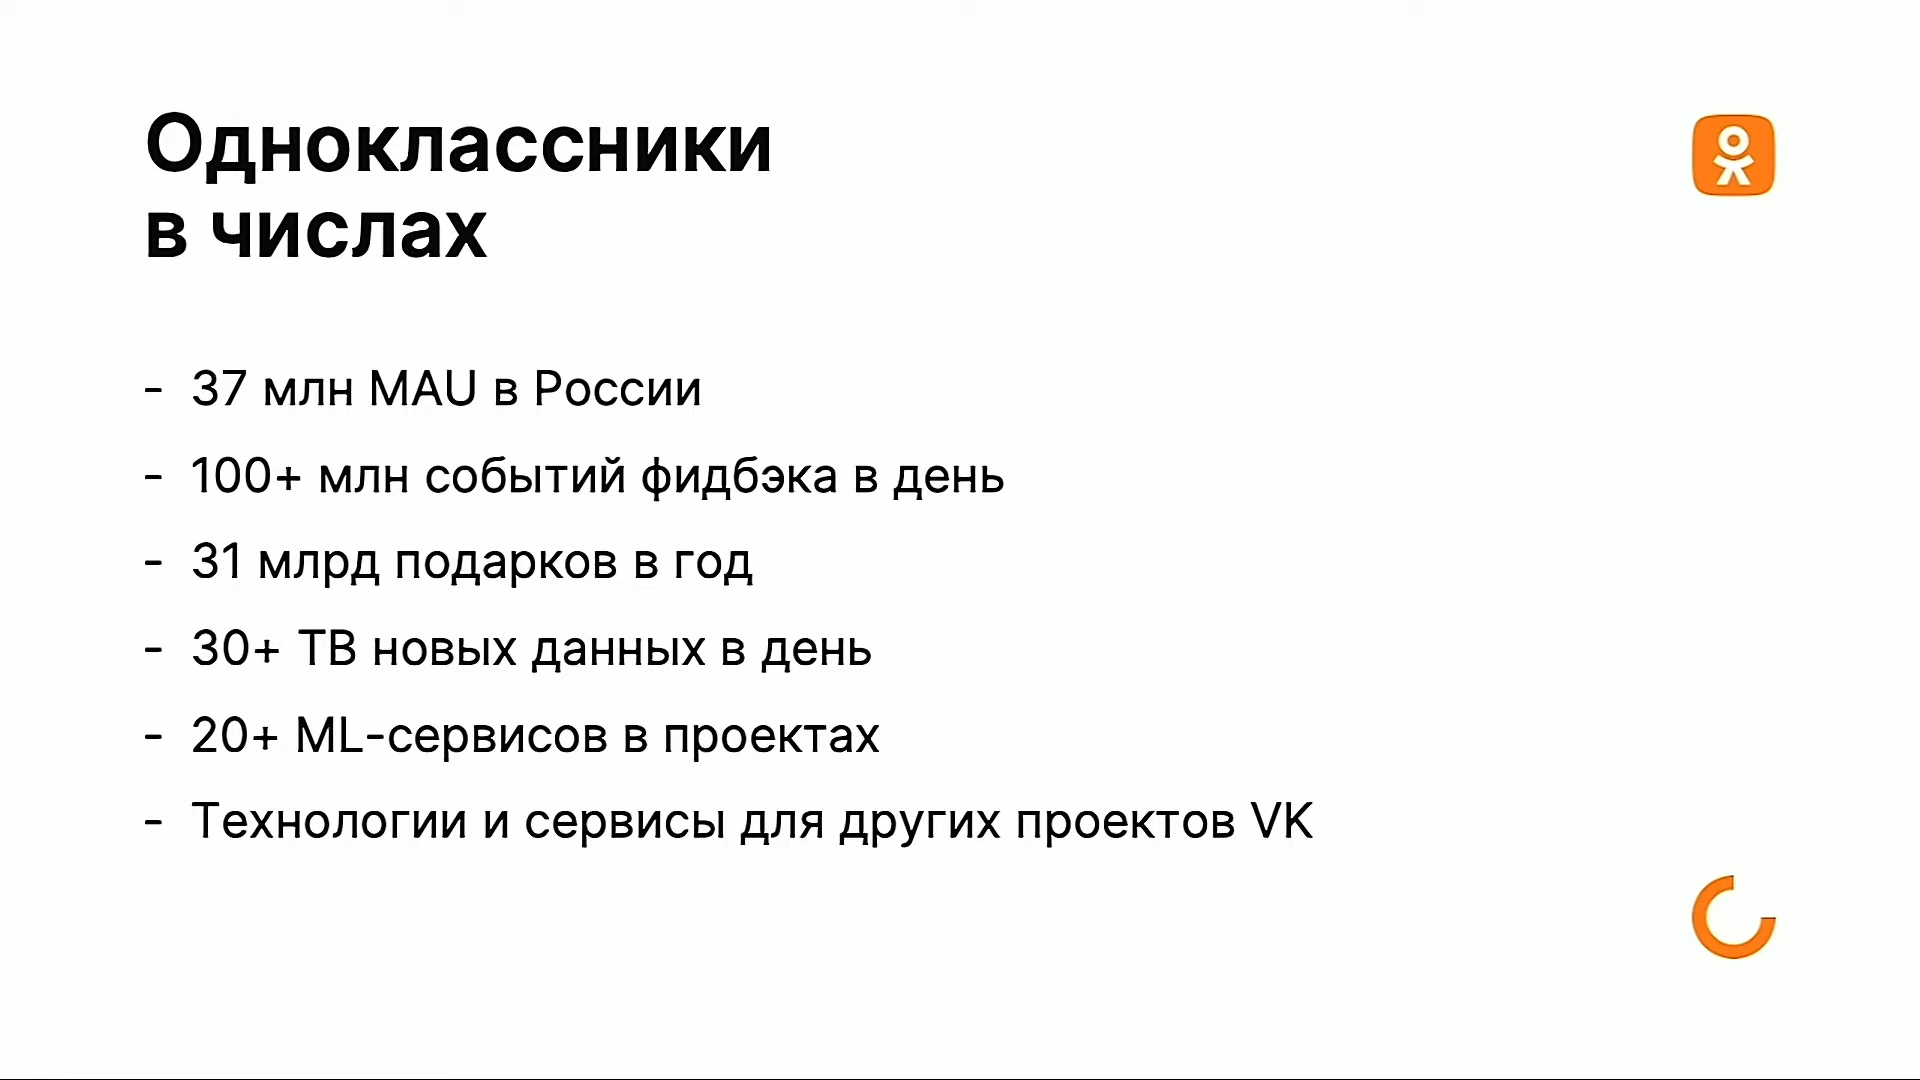 Одноклассники
в числах
- 37 млн MAU в России
- 100+ млн событий фидбэка в день
- 31 млрд подарков в год
- 30+ ТВ новых данных в день
- 20+ ML-сервисов в проектах
- Технологии и сервисы для других проектов VK